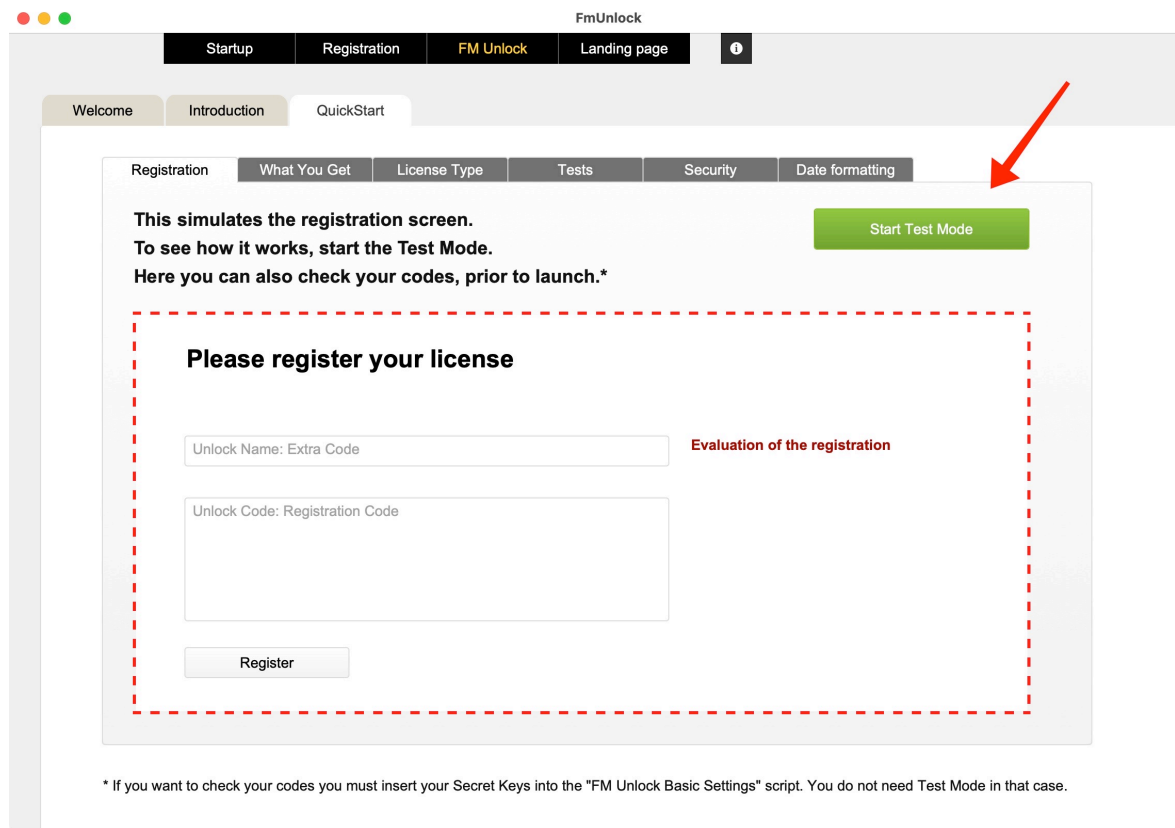 FmUnlock
Startup
Registration
FM Unlock
Landing page
Welcome
Introduction
QuickStart
Registration
What You Get
License Type
Tests
Security
Date formatting
This simulates the registration screen.
To see how it works, start the Test Mode.
Here you can also check your codes, prior to launch.*
Start Test Mode
Please register your license
Unlock Name: Extra Code
Evaluation of the registration
Unlock Code: Registration Code
Register
* If you want to check your codes you must insert your Secret Keys into the "FM Unlock Basic Settings" script. You do not need Test Mode in that case.